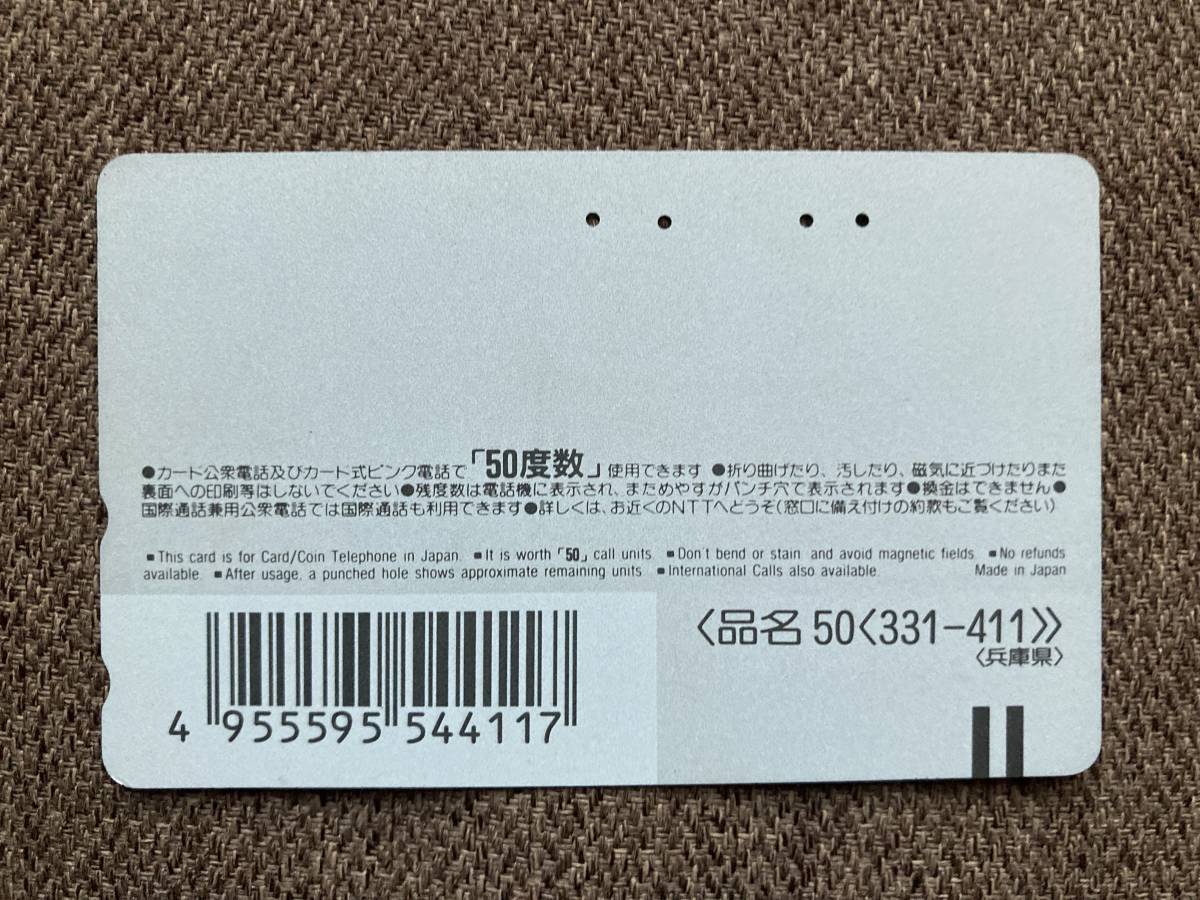 ●カード公衆電話及びカード式ピンク電話で「50度数」使用できます ●折り曲げたり、汚したり、磁気に近づけたりまた
裏面への印刷等はしないでください●残度数は電話機に表示され、まためやすがパンチ穴で表示されます●換金はできません●
国際通話兼用公衆電話では国際通話も利用できます●詳しくは、お近くのNTTへどうぞ(窓口に備え付けの約款もご覧ください)
■This card is for Card/Coin Telephone in Japan. ■It is worth「50」call units. ■Don't bend or stain and avoid magnetic fields. ■No refunds
available. ■After usage, a punched hole shows approximate remaining units. ■International Calls also available. Made in Japan
〈品名 50〈331-411〉〉
〈兵庫県〉
4 955595 544117